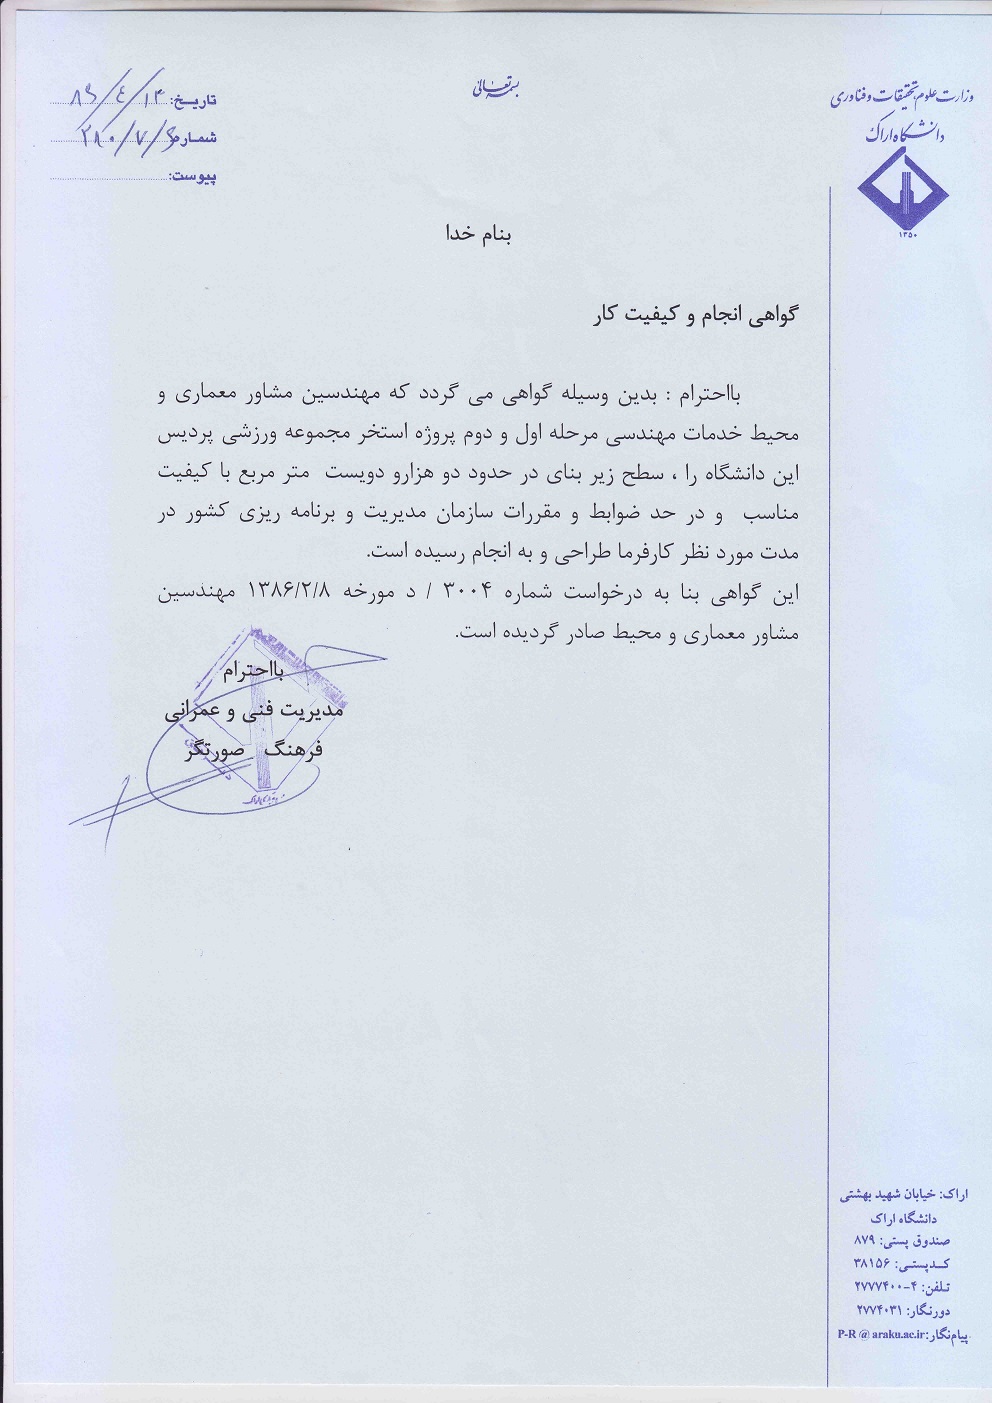 بسمه تعالی
وزارت علوم، تحقیقات و فناوری
دانشگاه اراک
۱۳۵۰
تاریخ:
شماره:
پیوست:
بنام خدا
گواهی انجام و کیفیت کار
بااحترام : بدین وسیله گواهی می گردد که مهندسین مشاور معماری و
محیط خدمات مهندسی مرحله اول و دوم پروژه استخر مجموعه ورزشی پردیس
این دانشگاه را ، سطح زیر بنای در حدود دو هزارو دویست متر مربع با کیفیت
مناسب و در حد ضوابط و مقررات سازمان مدیریت و برنامه ریزی کشور در
مدت مورد نظر کارفرما طراحی و به انجام رسیده است.
این گواهی بنا به درخواست شماره ۳۰۰۴ / د مورخه ۱۳۸۶/۲/۸ مهندسین
مشاور معماری و محیط صادر گردیده است.
بااحترام
مدیریت فنی و عمرانی
فرهنگ صورتگر
اراک: خیابان شهید بهشتی
دانشگاه اراک
صندوق پستی: ۸۷۹
کدپستی: ۳۸۱۵۶
تلفن: ۴-۲۷۷۷۴۰۰
دورنگار: ۲۷۷۴۰۳۱
پیام‌نگار: P-R @ araku.ac.ir